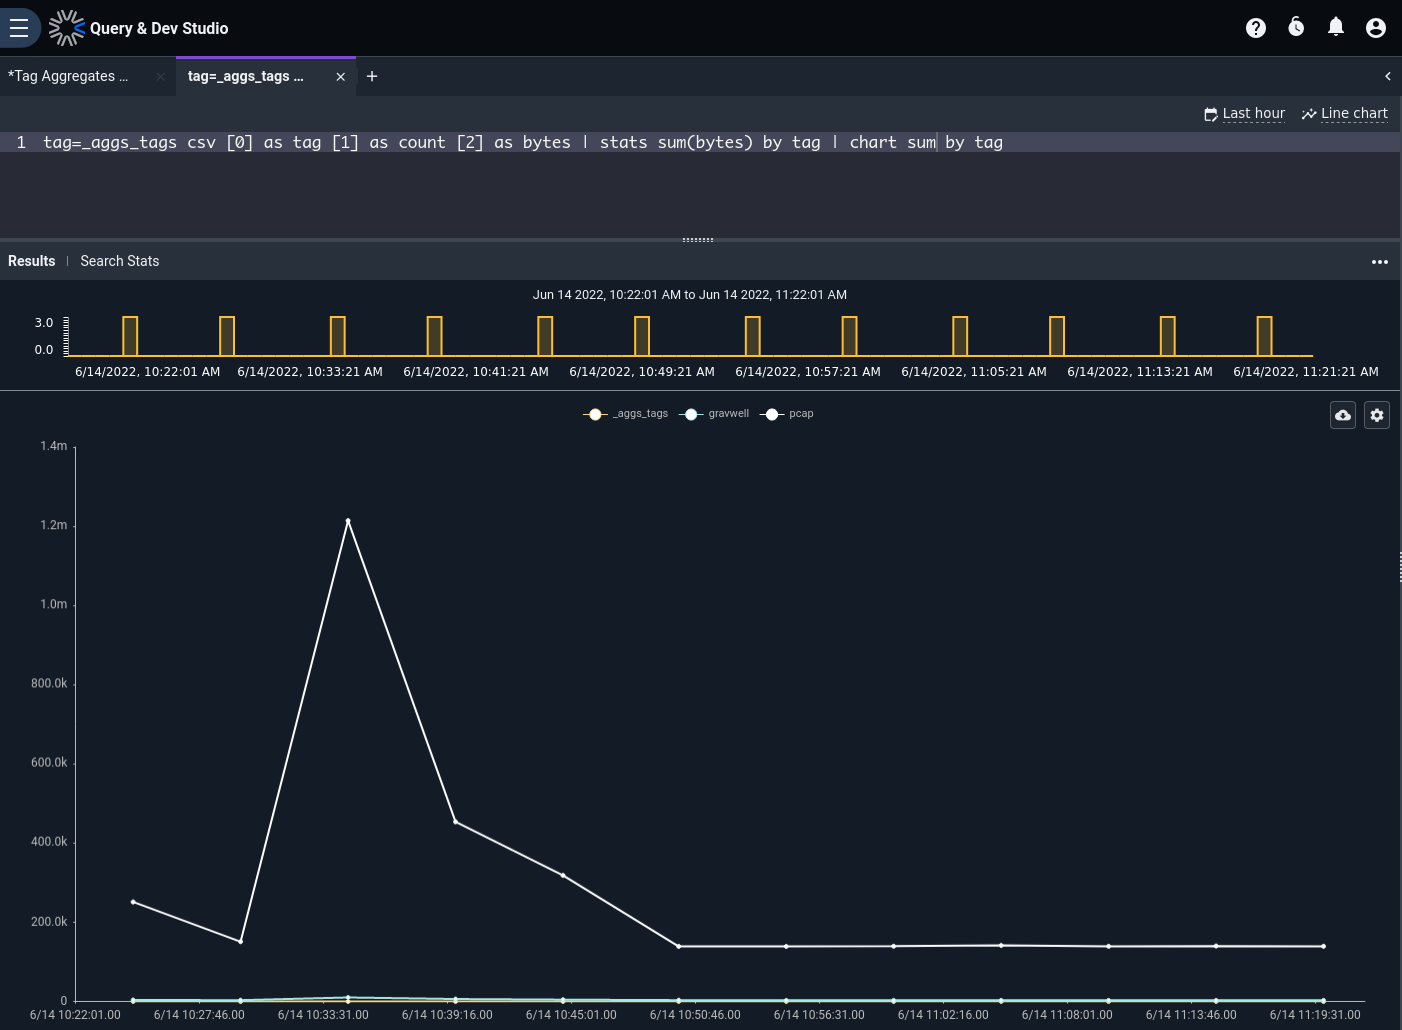 Query & Dev Studio
*Tag Aggregates ...
tag=_aggs_tags ...
Last hour
Line chart
1 tag=_aggs_tags csv [0] as tag [1] as count [2] as bytes | stats sum(bytes) by tag | chart sum by tag
Results | Search Stats
Jun 14 2022, 10:22:01 AM to Jun 14 2022, 11:22:01 AM
3.0
0.0
6/14/2022, 10:22:01 AM 6/14/2022, 10:33:21 AM 6/14/2022, 10:41:21 AM 6/14/2022, 10:49:21 AM 6/14/2022, 10:57:21 AM 6/14/2022, 11:05:21 AM 6/14/2022, 11:13:21 AM 6/14/2022, 11:21:21 AM
_aggs_tags gravwell pcap
1.4m
1.2m
1.0m
800.0k
600.0k
400.0k
200.0k
0
6/14 10:22:01.00 6/14 10:27:46.00 6/14 10:33:31.00 6/14 10:39:16.00 6/14 10:45:01.00 6/14 10:50:46.00 6/14 10:56:31.00 6/14 11:02:16.00 6/14 11:08:01.00 6/14 11:13:46.00 6/14 11:19:31.00